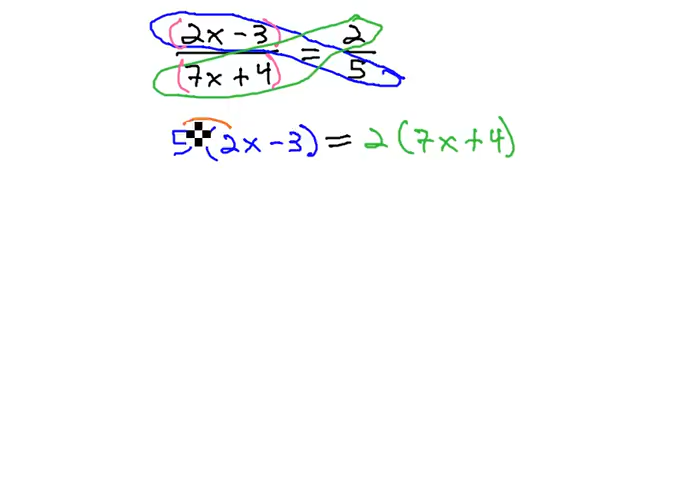 (2x - 3) = 2
(7x + 4) 5
5(2x - 3) = 2(7x + 4)